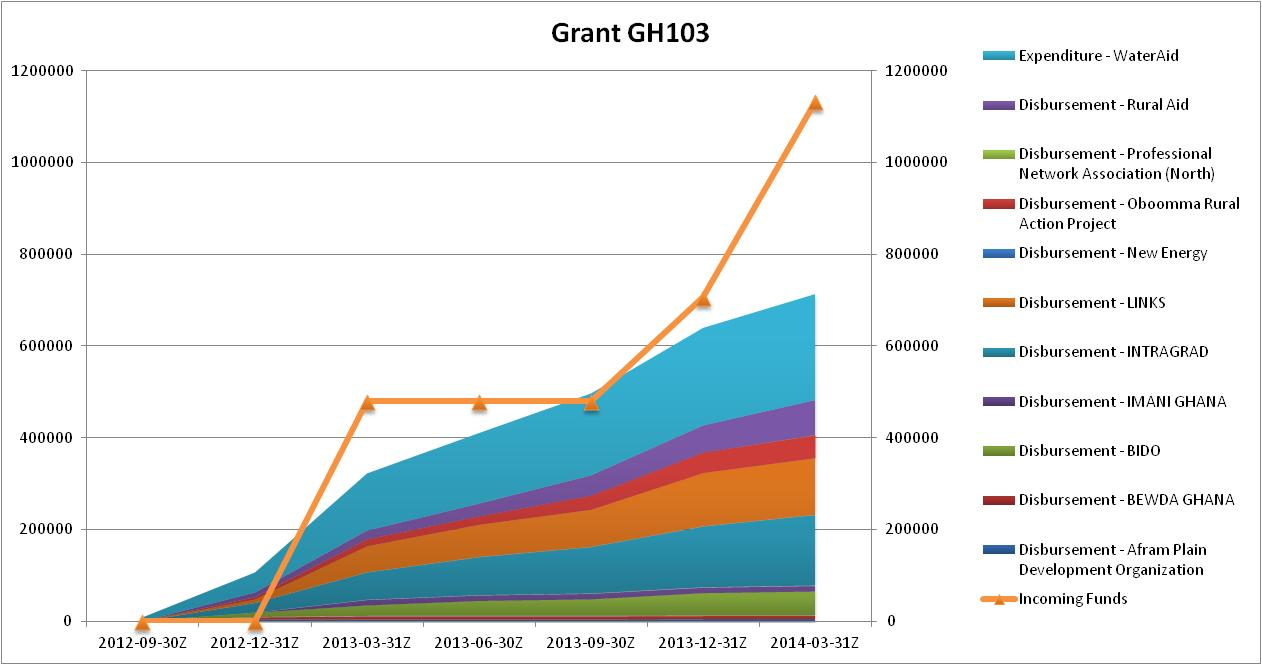 Grant GH103
1200000
1000000
800000
600000
400000
200000
0
1200000
1000000
800000
600000
400000
200000
0
2012-09-30Z 2012-12-31Z 2013-03-31Z 2013-06-30Z 2013-09-30Z 2013-12-31Z 2014-03-31Z
Expenditure - WaterAid
Disbursement - Rural Aid
Disbursement - Professional
Network Association (North)
Disbursement - Oboomma Rural
Action Project
Disbursement - New Energy
Disbursement - LINKS
Disbursement - INTRAGRAD
Disbursement - IMANI GHANA
Disbursement - BIDO
Disbursement - BEWDA GHANA
Disbursement - Afram Plain
Development Organization
Incoming Funds